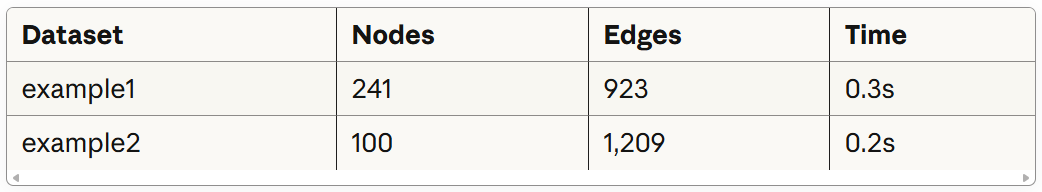 Dataset Nodes Edges Time
example1 241 923 0.3s
example2 100 1,209 0.2s